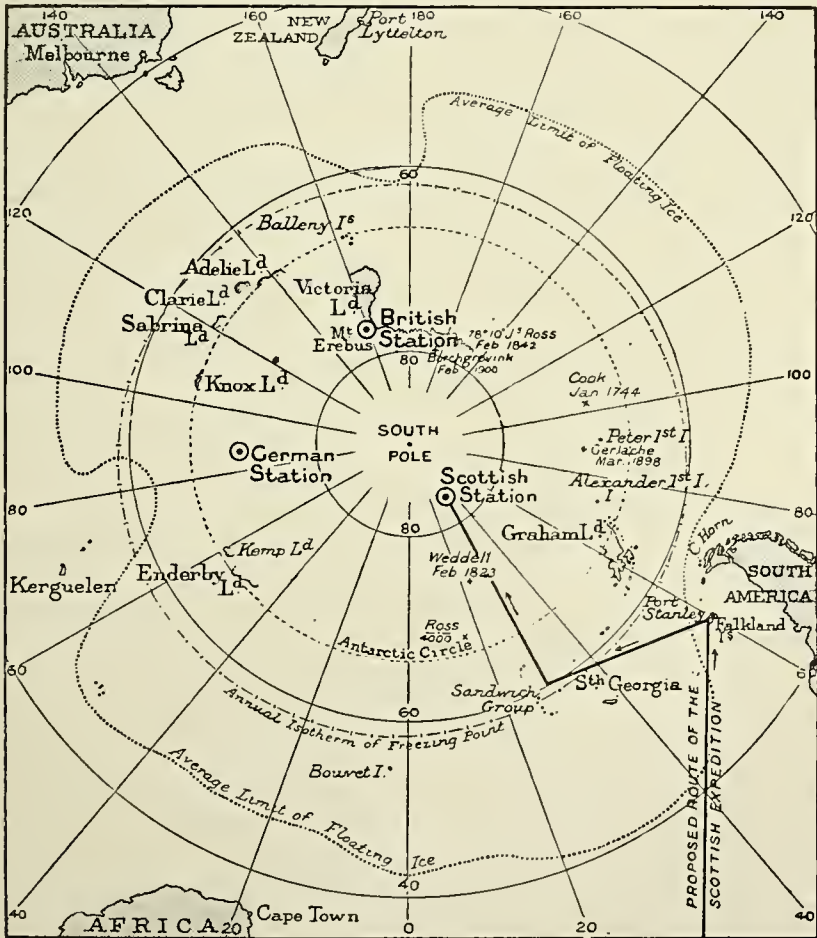 140
160
NEW
ZEALAND
Port
Lyttelton
180
160
140
AUSTRALIA
Melbourne
Average Limit of Floating Ice
60
120
120
Balleny Is
Adelie Ld
Clarie Ld
Sabrina
Ld
Victoria
Ld
Mt
Erebus
British
Station
78°10' Js Ross
Feb 1842
Borchgrevink
Feb 1900
80
Knox Ld
100
100
Cook
Jan 1744
SOUTH
POLE
Peter 1st I
Gerlache
Mar. 1898
German
Station
Scottish
Station
Alexander 1st I.
80
80
Graham Ld
C Horn
Kemp Ld
Enderby
Ld
Kerguelen
Weddell
Feb 1823
SOUTH
AMERICA
Port
Stanley
Falkland
Is
Ross
Antarctic Circle
60
60
Sth Georgia
Sandwich
Group
60
Annual Isotherm of Freezing Point
Bouvet I.
Average Limit of Floating Ice
PROPOSED ROUTE OF THE
SCOTTISH EXPEDITION
40
40
AFRICA
20
Cape Town
0
20
40